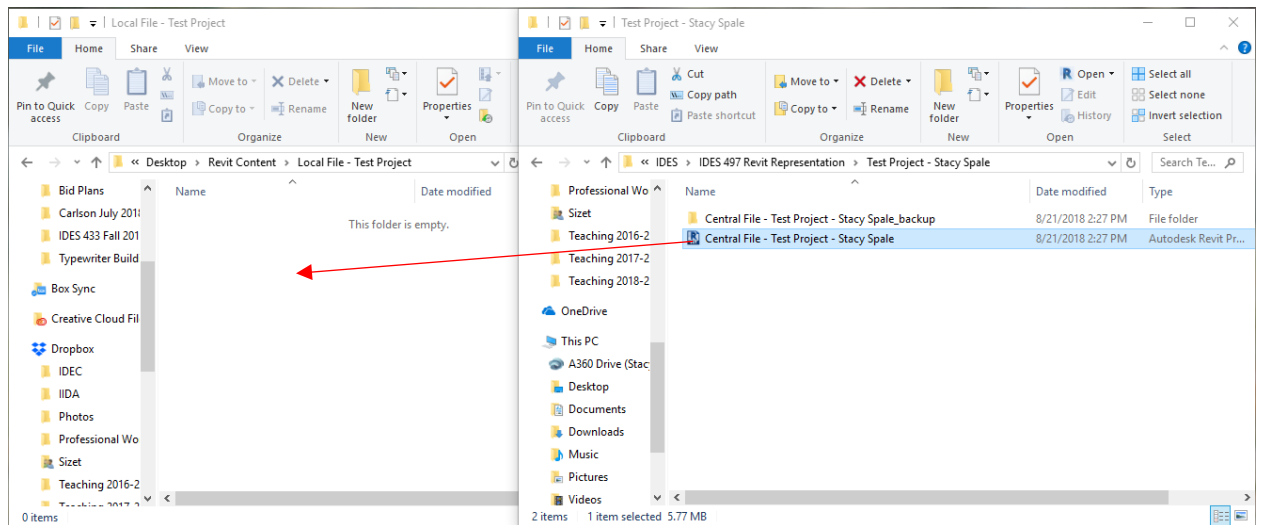 Local File - Test Project
File Home Share View
Pin to Quick access
Copy
Paste
Move to
Copy to
Delete
Rename
New folder
Properties
Clipboard Organize New Open
« Desktop › Revit Content › Local File - Test Project
Bid Plans
Carlson July 201
IDES 433 Fall 201
Typewriter Build
Box Sync
Creative Cloud Fil
Dropbox
IDEC
IIDA
Photos
Professional Wo
Sizet
Teaching 2016-2
Teaching 2017-2
Name Date modified
This folder is empty.
0 items
Test Project - Stacy Spale
File Home Share View
Pin to Quick access
Copy
Paste
Cut
Copy path
Paste shortcut
Move to
Copy to
Delete
Rename
New folder
Properties
Open
Edit
History
Select all
Select none
Invert selection
Clipboard Organize New Open Select
« IDES › IDES 497 Revit Representation › Test Project - Stacy Spale
Search Te...
Professional Wo
Sizet
Teaching 2016-2
Teaching 2017-2
Teaching 2018-2
OneDrive
This PC
A360 Drive (Stac
Desktop
Documents
Downloads
Music
Pictures
Videos
Name Date modified Type
Central File - Test Project - Stacy Spale_backup 8/21/2018 2:27 PM File folder
Central File - Test Project - Stacy Spale 8/21/2018 2:27 PM Autodesk Revit Pr...
2 items 1 item selected 5.77 MB